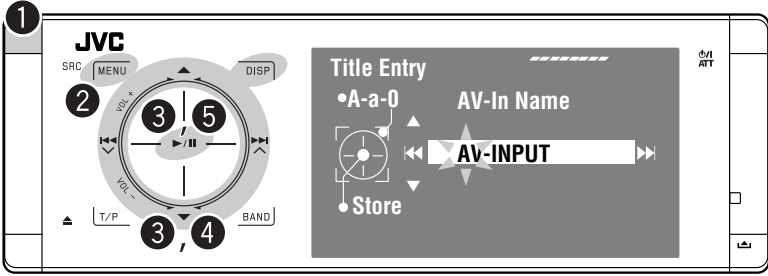 1
JVC
SRC
MENU
DISP
2
VOL +
3 , 5
VOL –
T/P
BAND
3 , 4
Title Entry
•A-a-0
AV-In Name
AV-INPUT
•Store
⏻/I
ATT